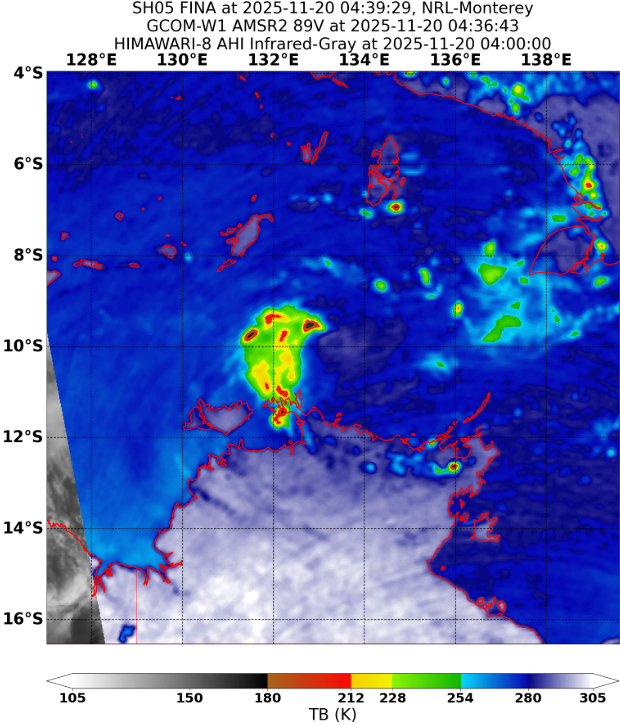 SH05 FINA at 2025-11-20 04:39:29, NRL-Monterey
GCOM-W1 AMSR2 89V at 2025-11-20 04:36:43
HIMAWARI-8 AHI Infrared-Gray at 2025-11-20 04:00:00
128°E 130°E 132°E 134°E 136°E 138°E
4°S
6°S
8°S
10°S
12°S
14°S
16°S
105 150 180 212 228 254 280 305
TB (K)